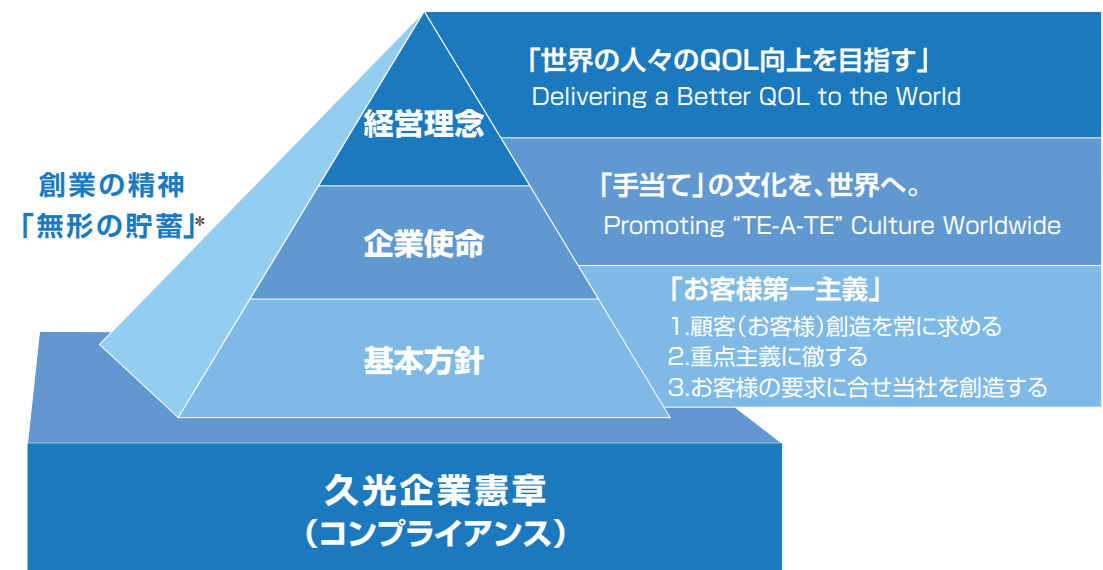 創業の精神
「無形の貯蓄」*
経営理念
「世界の人々のQOL向上を目指す」
Delivering a Better QOL to the World
企業使命
「手当て」の文化を、世界へ。
Promoting “TE-A-TE” Culture Worldwide
基本方針
「お客様第一主義」
1.顧客(お客様)創造を常に求める
2.重点主義に徹する
3.お客様の要求に合せ当社を創造する
久光企業憲章
(コンプライアンス)